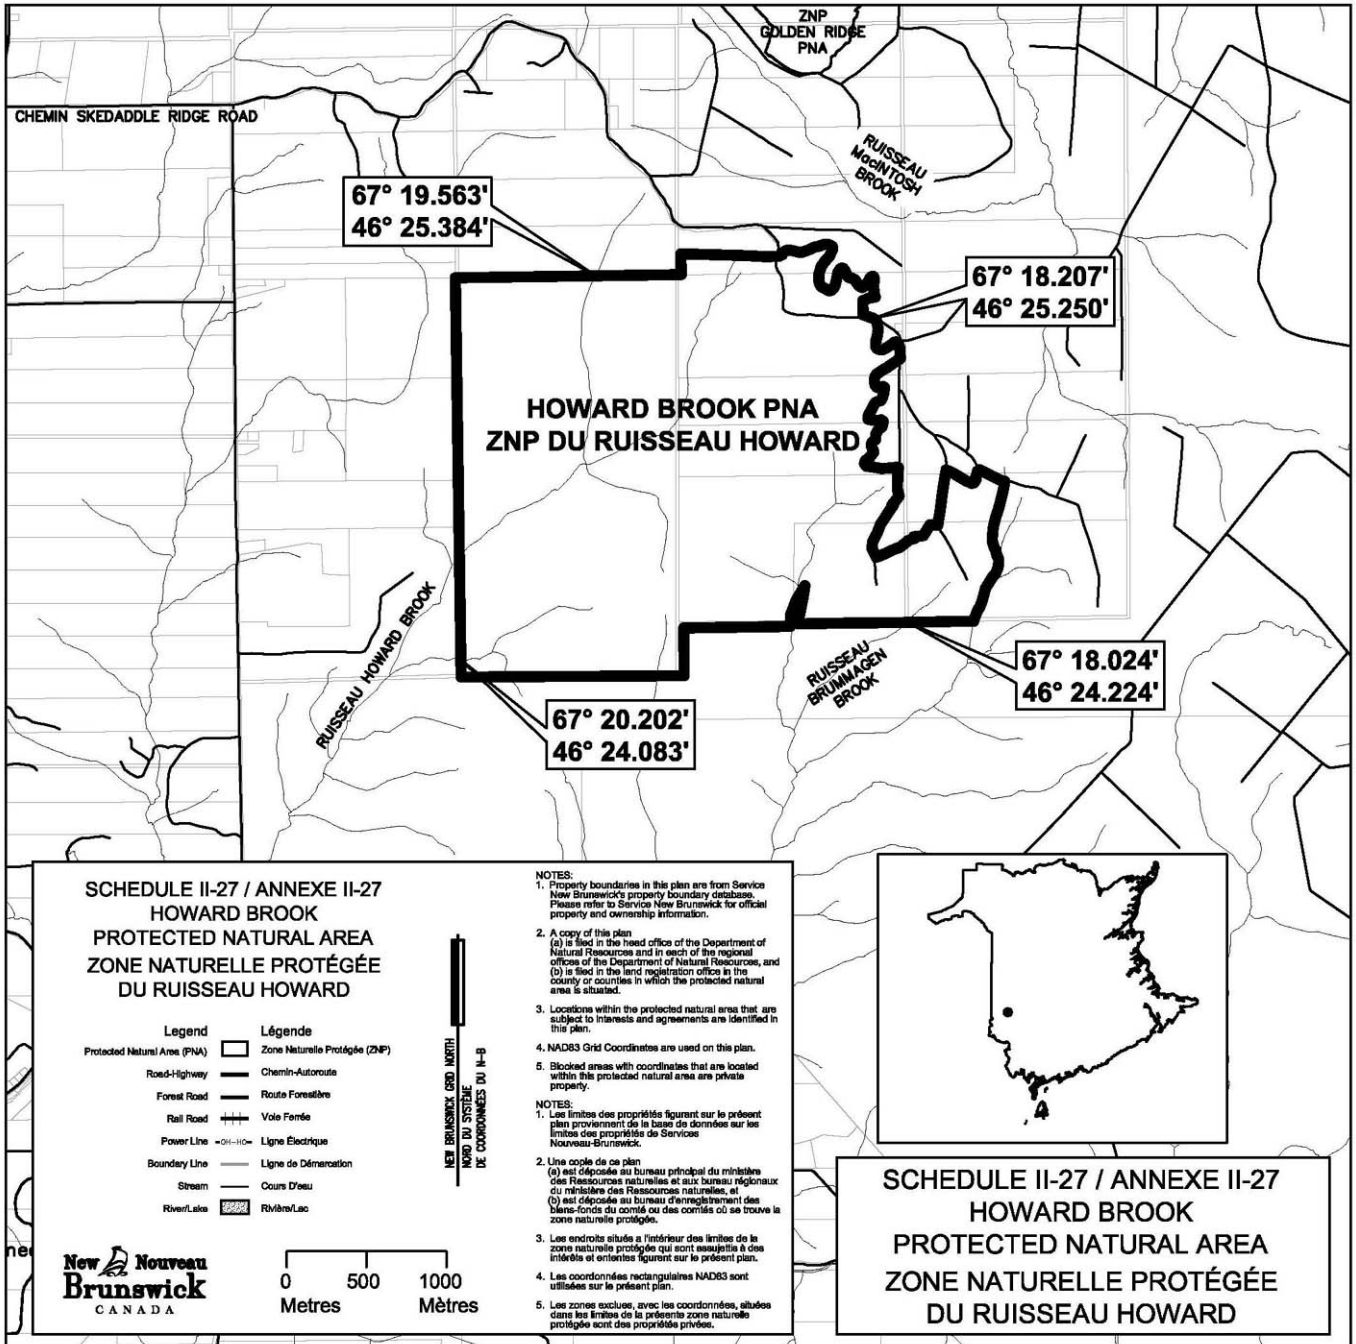 ZNP
GOLDEN RIDGE
PNA
CHEMIN SKEDADDLE RIDGE ROAD
RUISSEAU
MacINTOSH
BROOK
67° 19.563'
46° 25.384'
67° 18.207'
46° 25.250'
HOWARD BROOK PNA
ZNP DU RUISSEAU HOWARD
RUISSEAU HOWARD BROOK
RUISSEAU
BRUMMAGEN
BROOK
67° 18.024'
46° 24.224'
67° 20.202'
46° 24.083'
SCHEDULE II-27 / ANNEXE II-27
HOWARD BROOK
PROTECTED NATURAL AREA
ZONE NATURELLE PROTÉGÉE
DU RUISSEAU HOWARD
Legend Légende
Protected Natural Area (PNA) Zone Naturelle Protégée (ZNP)
Road-Highway Chemin-Autoroute
Forest Road Route Forestière
Rail Road Voie Ferrée
Power Line -OH-HO- Ligne Électrique
Boundary Line Ligne de Démarcation
Stream Cours D'eau
River/Lake Rivière/Lac
NEW BRUNSWICK GRID NORTH
NORD DU SYSTÈME
DE COORDONNÉES DU N-B
New Nouveau
Brunswick
CANADA
0 500 1000
Metres Mètres
NOTES:
1. Property boundaries in this plan are from Service
New Brunswick's property boundary database.
Please refer to Service New Brunswick for official
property and ownership information.
2. A copy of this plan
(a) is filed in the head office of the Department of
Natural Resources and in each of the regional
offices of the Department of Natural Resources, and
(b) is filed in the land registration office in the
county or counties in which the protected natural
area is situated.
3. Locations within the protected natural area that are
subject to interests and agreements are identified in
this plan.
4. NAD83 Grid Coordinates are used on this plan.
5. Blocked areas with coordinates that are located
within this protected natural area are private
property.
NOTES:
1. Les limites des propriétés figurant sur le présent
plan proviennent de la base de données sur les
limites des propriétés de Services
Nouveau-Brunswick.
2. Une copie de ce plan
(a) est déposée au bureau principal du ministère
des Ressources naturelles et aux bureau régionaux
du ministère des Ressources naturelles, et
(b) est déposée au bureau d'enregistrement des
biens-fonds du comté ou des comtés où se trouve la
zone naturelle protégée.
3. Les endroits situés a l'intérieur des limites de la
zone naturelle protégée qui sont assujettis à des
intérêts et ententes figurent sur le présent plan.
4. Les coordonnées rectangulaires NAD83 sont
utilisées sur le présent plan.
5. Les zones exclues, avec les coordonnées, situées
dans les limites de la présente zone naturelle
protégée sont des propriétés privées.
SCHEDULE II-27 / ANNEXE II-27
HOWARD BROOK
PROTECTED NATURAL AREA
ZONE NATURELLE PROTÉGÉE
DU RUISSEAU HOWARD